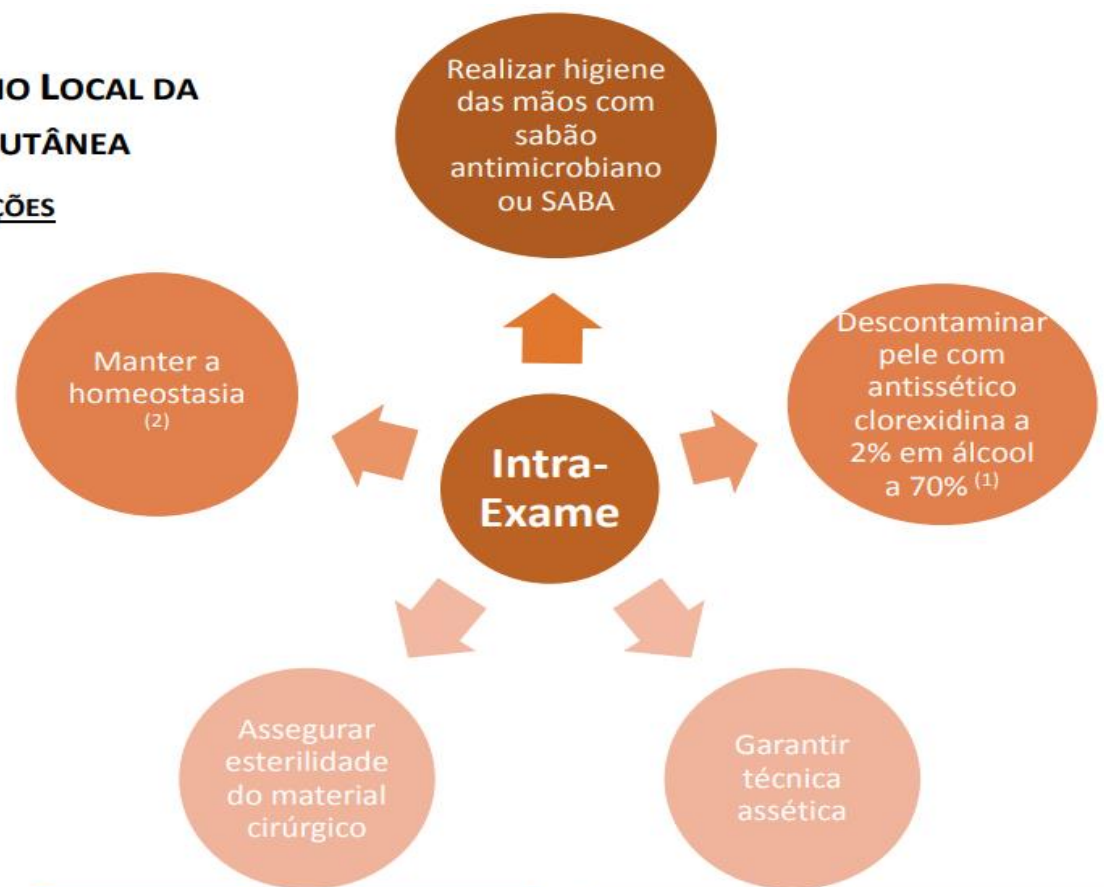 LOCAL DA
UTÂNEA
ÇÕES
Realizar higiene
das mãos com
sabão
antimicrobiano
ou SABA
Manter a
homeostasia
(2)
Descontaminar
pele com
antissético
clorexidina a
2% em álcool
a 70% (1)
Intra-
Exame
Assegurar
esterilidade
do material
cirúrgico
Garantir
técnica
assética